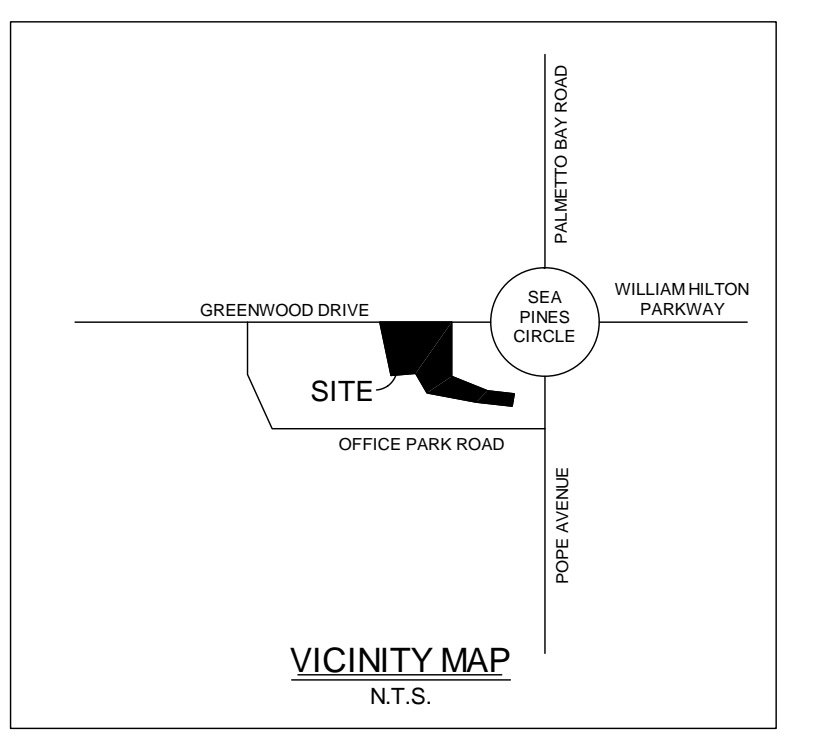 PALMETTO BAY ROAD
GREENWOOD DRIVE
SEA
PINES
CIRCLE
WILLIAM HILTON
PARKWAY
SITE
OFFICE PARK ROAD
POPE AVENUE
VICINITY MAP
N.T.S.